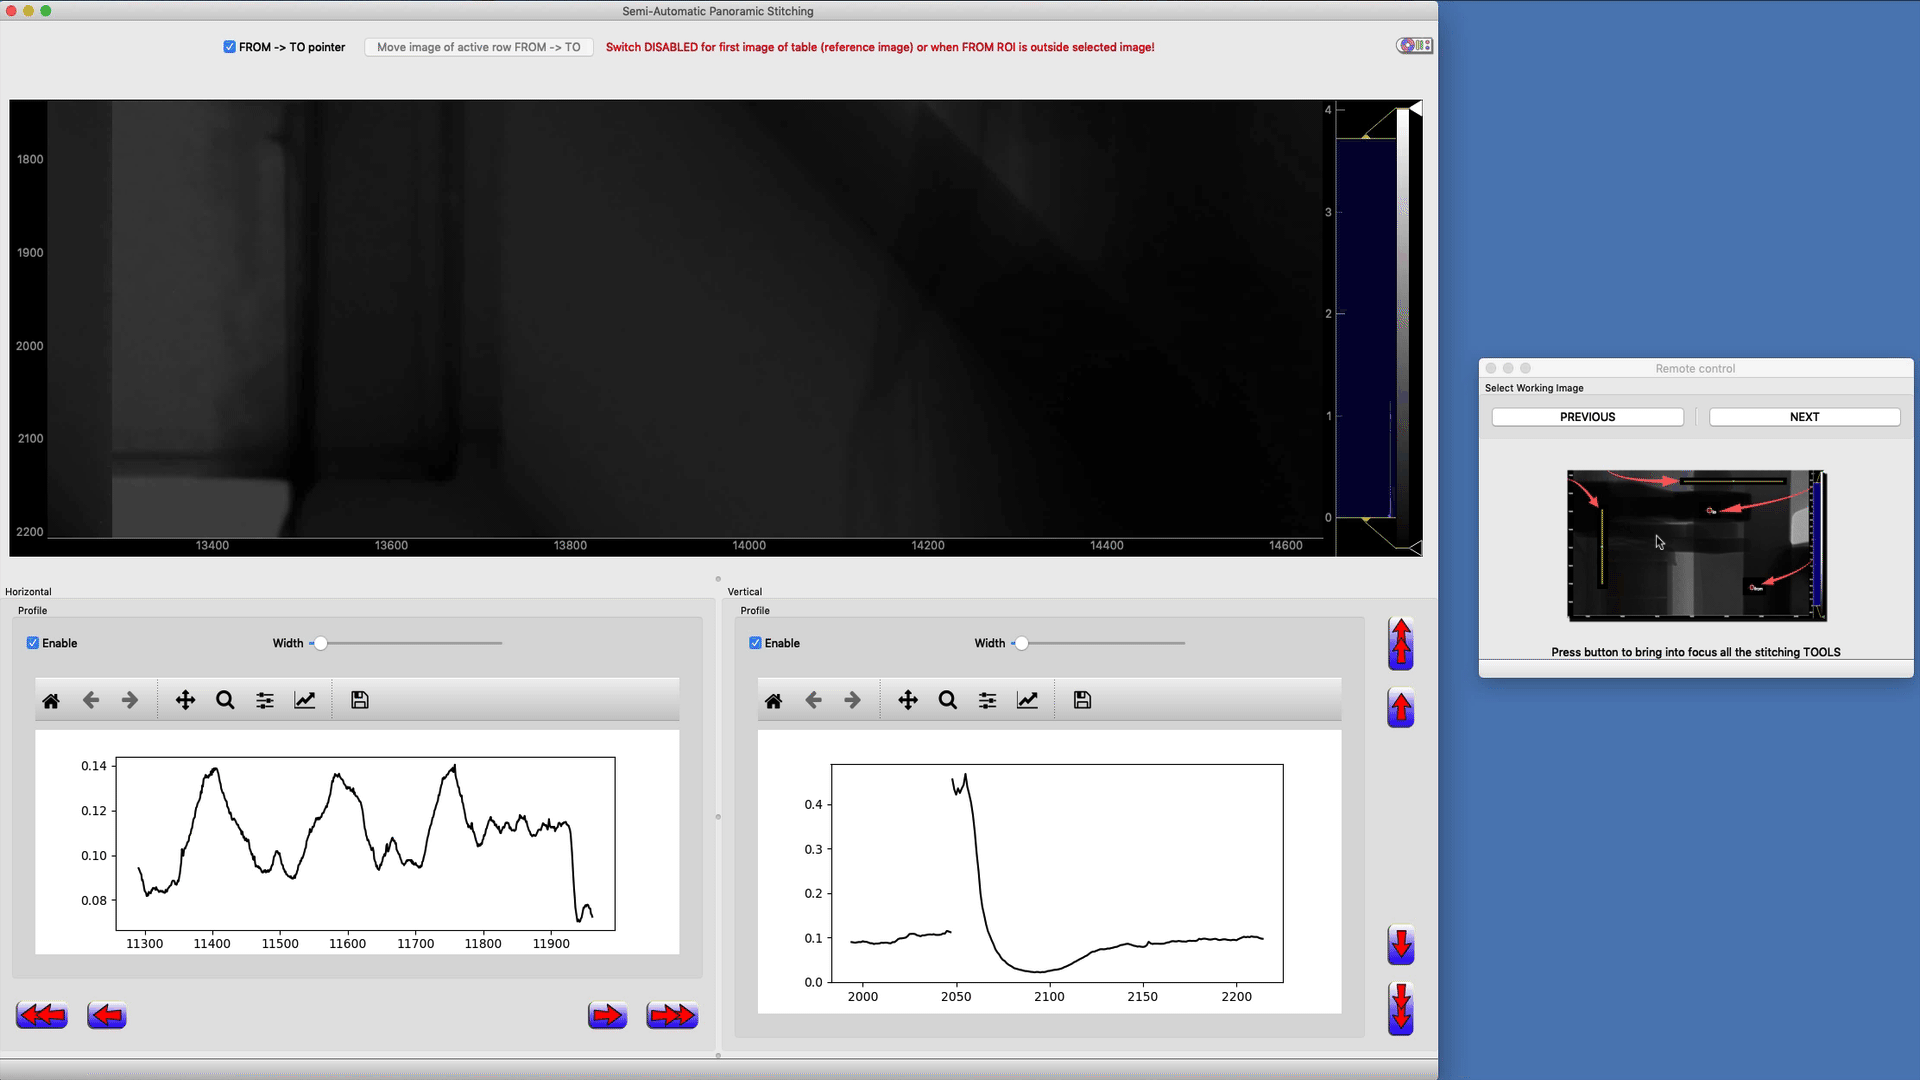 Semi-Automatic Panoramic Stitching
FROM -> TO pointer
Move image of active row FROM -> TO
Switch DISABLED for first image of table (reference image) or when FROM ROI is outside selected image!
1800
1900
2000
2100
2200
13400 13600 13800 14000 14200 14400 14600
4
3
2
1
0
Remote control
Select Working Image
PREVIOUS NEXT
Press button to bring into focus all the stitching TOOLS
Horizontal
Profile
Enable Width
0.14
0.12
0.10
0.08
11300 11400 11500 11600 11700 11800 11900
Vertical
Profile
Enable Width
0.4
0.3
0.2
0.1
0.0
2000 2050 2100 2150 2200